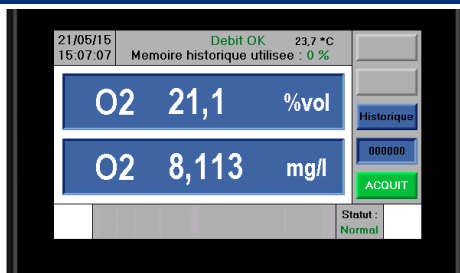 21/05/15 Debit OK 23,7 °C
15:07:07 Memoire historique utilisee : 0 %
O2 21,1 %vol
Historique
000000
O2 8,113 mg/l
ACQUIT
Statut :
Normal